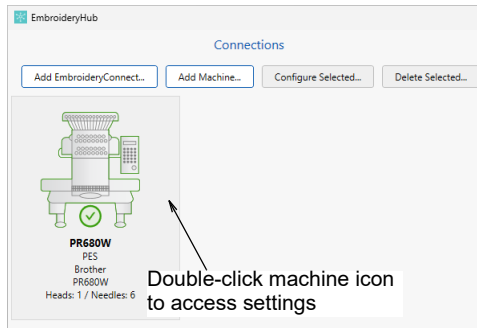 EmbroideryHub
Connections
Add EmbroideryConnect...
Add Machine...
Configure Selected...
Delete Selected...
PR680W
PES
Brother
PR680W
Heads: 1 / Needles: 6
Double-click machine icon
to access settings